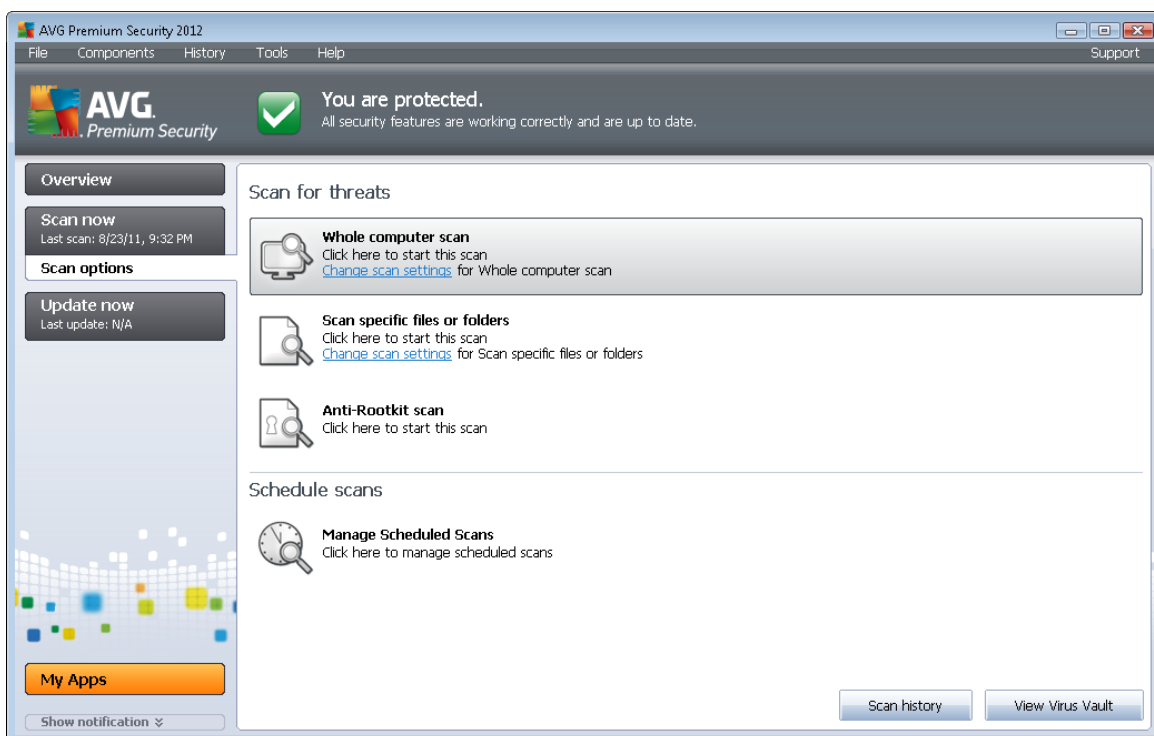 AVG Premium Security 2012
File Components History Tools Help Support
AVG.
Premium Security
You are protected.
All security features are working correctly and are up to date.
Overview
Scan now
Last scan: 8/23/11, 9:32 PM
Scan options
Update now
Last update: N/A
My Apps
Show notification
Scan for threats
Whole computer scan
Click here to start this scan
Change scan settings for Whole computer scan
Scan specific files or folders
Click here to start this scan
Change scan settings for Scan specific files or folders
Anti-Rootkit scan
Click here to start this scan
Schedule scans
Manage Scheduled Scans
Click here to manage scheduled scans
Scan history
View Virus Vault